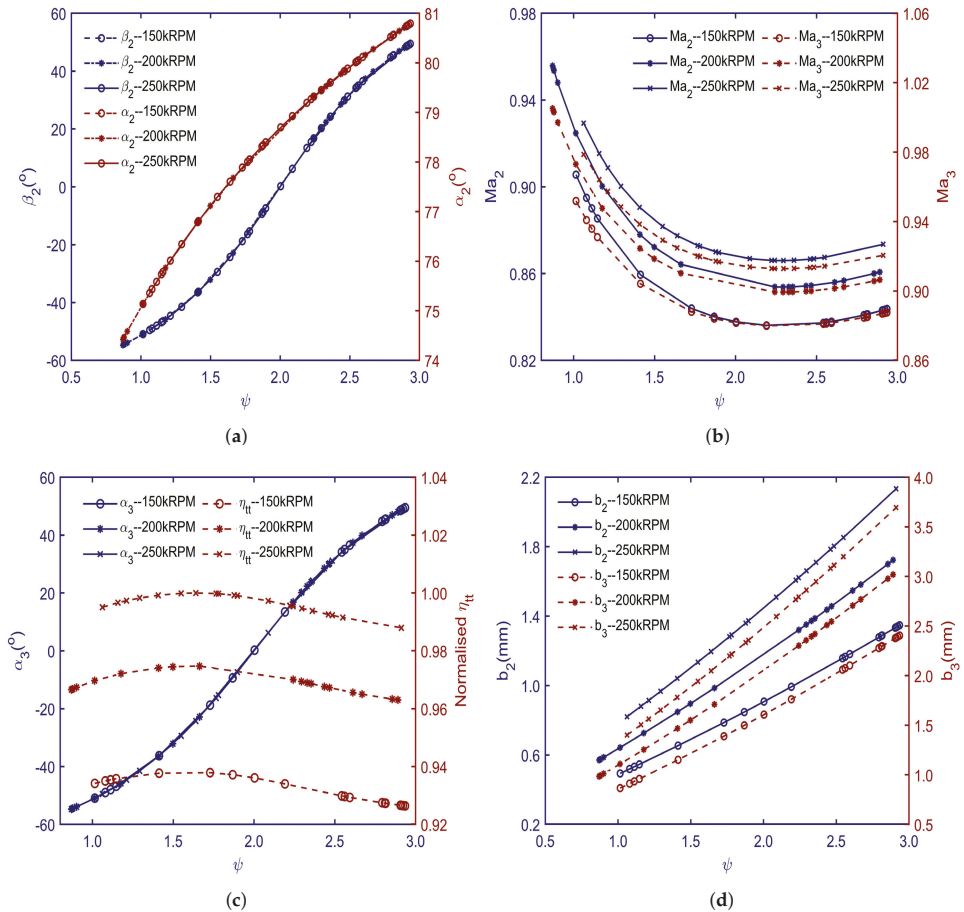 60
40
20
0
-20
-40
-60
β2(o)
β2--150kRPM
β2--200kRPM
β2--250kRPM
α2--150kRPM
α2--200kRPM
α2--250kRPM
81
80
79
78
77
76
75
74
α2(o)
0.5 1.0 1.5 2.0 2.5 3.0
ψ
(a)
0.98
0.94
0.90
0.86
0.82
Ma2
Ma2--150kRPM Ma3--150kRPM
Ma2--200kRPM Ma3--200kRPM
Ma2--250kRPM Ma3--250kRPM
1.06
1.02
0.98
0.94
0.90
0.86
Ma3
1.0 1.5 2.0 2.5 3.0
ψ
(b)
60
40
20
0
-20
-40
-60
α3(o)
α3--150kRPM ηtt--150kRPM
α3--200kRPM ηtt--200kRPM
α3--250kRPM ηtt--250kRPM
1.04
1.02
1.00
0.98
0.96
0.94
0.92
Normalised ηtt
1.0 1.5 2.0 2.5 3.0
ψ
(c)
2.2
1.8
1.4
1.0
0.6
0.2
b2(mm)
b2--150kRPM
b2--200kRPM
b2--250kRPM
b3--150kRPM
b3--200kRPM
b3--250kRPM
4.0
3.5
3.0
2.5
2.0
1.5
1.0
0.5
b3(mm)
0.5 1.0 1.5 2.0 2.5 3.0
ψ
(d)